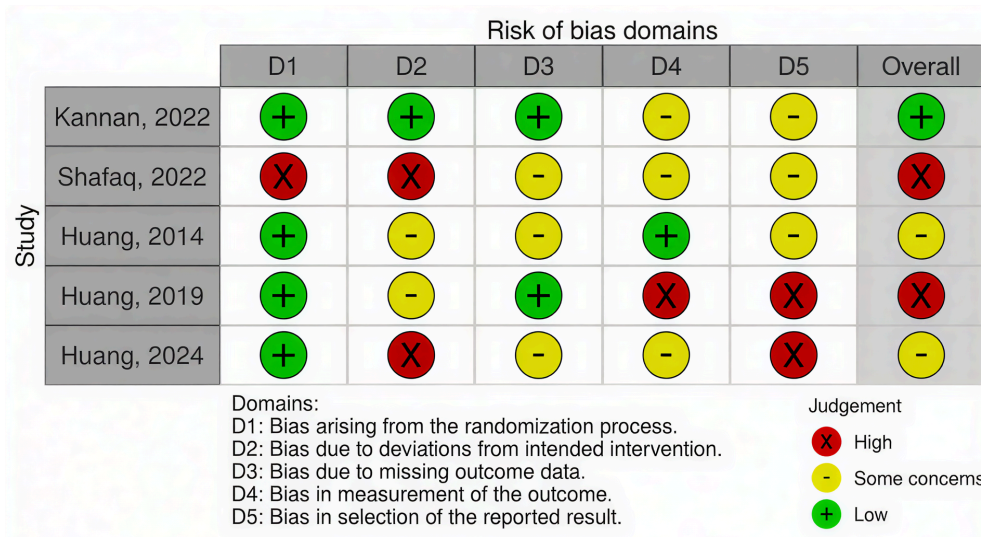 Risk of bias domains
D1 D2 D3 D4 D5 Overall
Study
Kannan, 2022 + + + - - +
Shafaq, 2022 X X - - - X
Huang, 2014 + - - + - -
Huang, 2019 + - + X X X
Huang, 2024 + X - - X -
Domains:
D1: Bias arising from the randomization process.
D2: Bias due to deviations from intended intervention.
D3: Bias due to missing outcome data.
D4: Bias in measurement of the outcome.
D5: Bias in selection of the reported result.
Judgement
X High
- Some concerns
+ Low